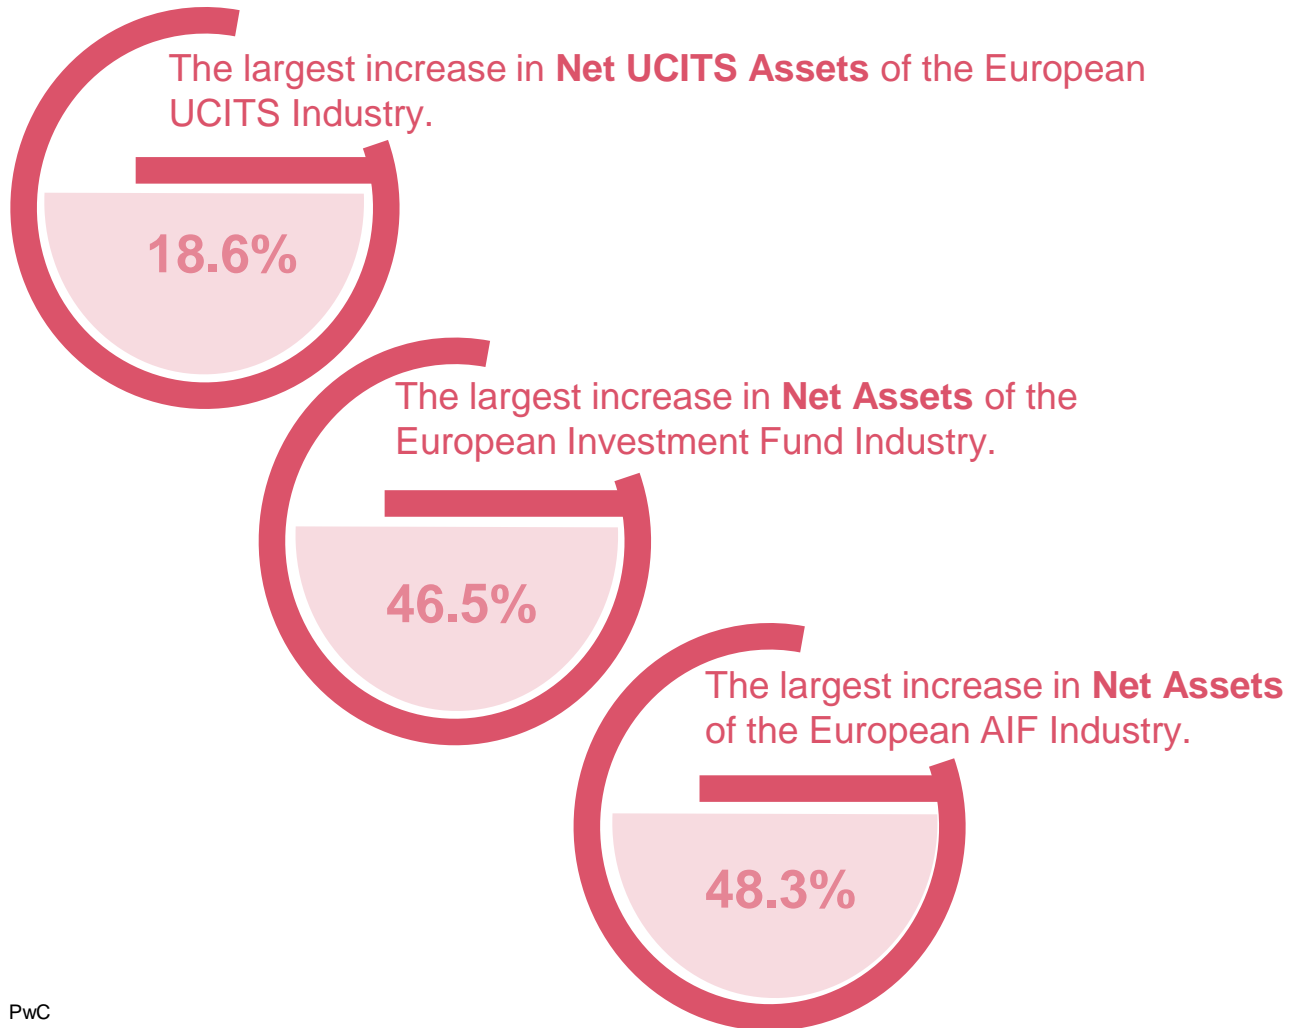 The largest increase in Net UCITS Assets of the European
UCITS Industry.
18.6%
The largest increase in Net Assets of the
European Investment Fund Industry.
46.5%
The largest increase in Net Assets
of the European AIF Industry.
48.3%
PwC